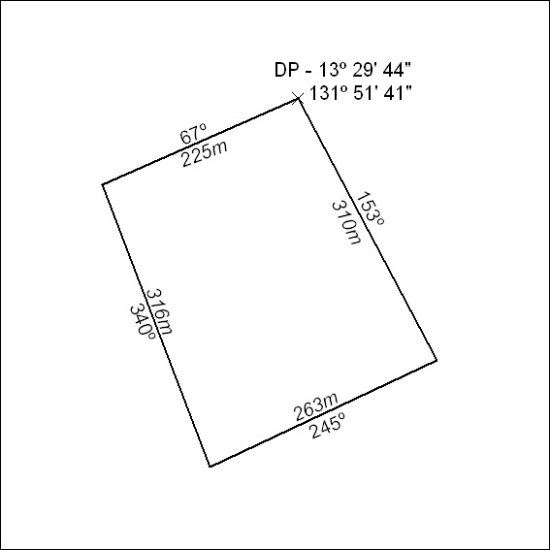 DP - 13º 29' 44"
131º 51' 41"
67º
225m
153º
310m
316m
340º
263m
245º